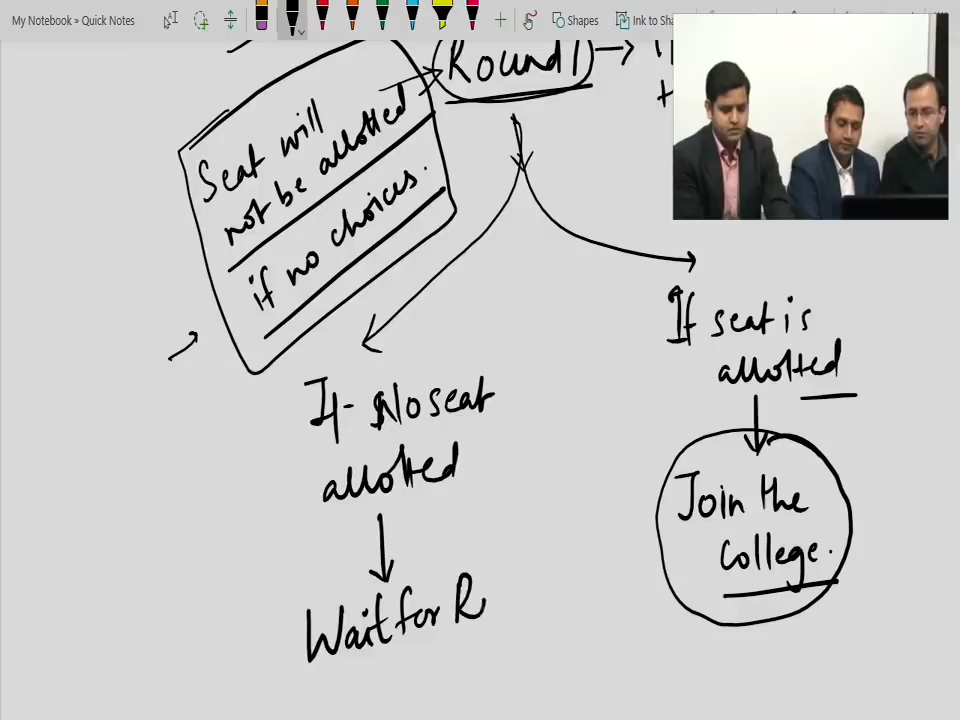 My Notebook » Quick Notes
Shapes
Ink to Sha
Round 1
Seat will
not be allotted
if no choices.
If seat is
allotted
Join the
college.
If No seat
allotted
Wait for R